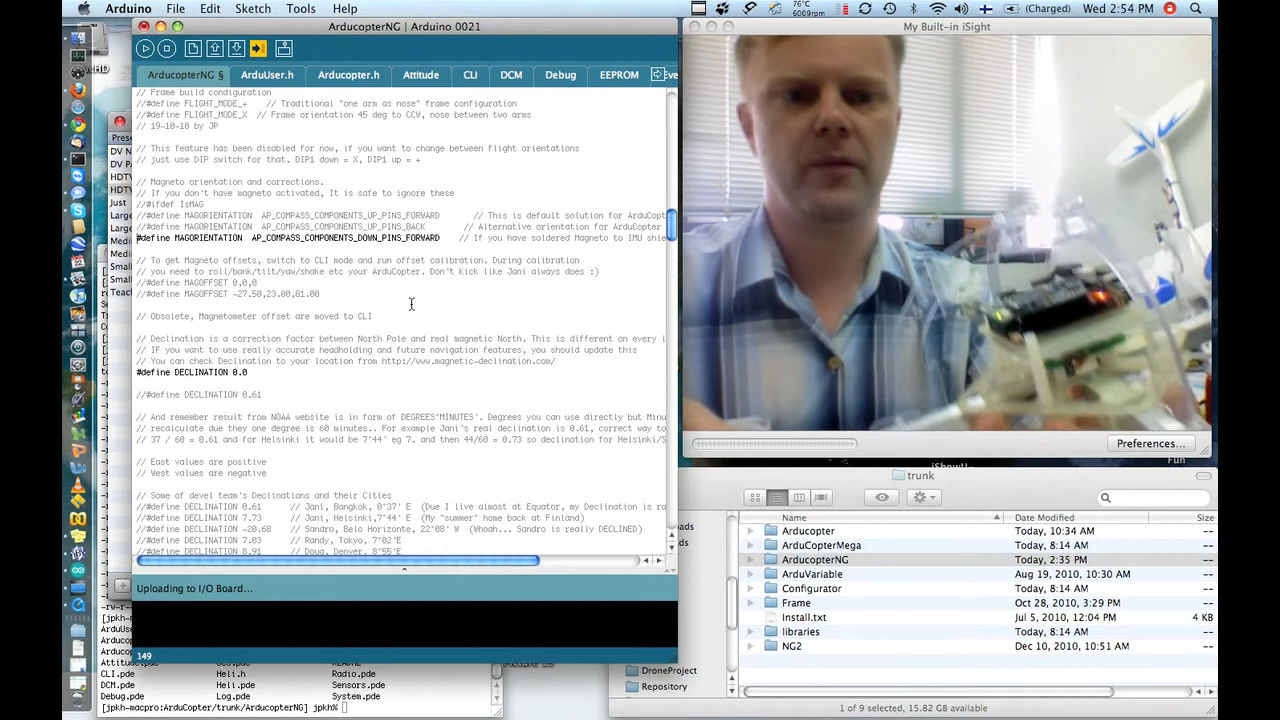 Arduino File Edit Sketch Tools Help
76°C
6009rpm
(Charged) Wed 2:54 PM
ArducopterNG | Arduino 0021
ArducopterNG § ArduUser.h Arducopter.h Attitude CLI DCM Debug EEPROM Eve
// Frame build condiguration
//#define FLIGHT_MODE_+ // Traditional "one arm as nose" frame configuration
//#define FLIGHT_MODE_X // Frame orientation 45 deg to CCW, nose between two arms
// 19-10-10 by JP
// This feature has been disabled for now, if you want to change between flight orientations
// just use DIP switch for that. DIP1 down = X, DIP1 up = +
// Magneto orientation and corrections.
// If you don't have magneto activated, It is safe to ignore these
//#ifdef IsMAG
//#define MAGORIENTATION AP_COMPASS_COMPONENTS_UP_PINS_FORWARD // This is default solution for ArduCopt
//#define MAGORIENTATION AP_COMPASS_COMPONENTS_UP_PINS_BACK // Alternative orientation for ArduCopter
#define MAGORIENTATION AP_COMPASS_COMPONENTS_DOWN_PINS_FORWARD // If you have soldered Magneto to IMU shie
// To get Magneto offsets, switch to CLI mode and run offset calibration. During calibration
// you need to roll/bank/tilt/yaw/shake etc your ArduCopter. Don't kick like Jani always does :)
//#define MAGOFFSET 0,0,0
//#define MAGOFFSET -27.50,23.00,81.00
// Obsolete, Magnetometer offset are moved to CLI
// Declination is a correction factor between North Pole and real magnetic North. This is different on every l
// IF you want to use really accurate headholding and future navigation features, you should update this
// You can check Declination to your location from http://www.magnetic-declination.com/
#define DECLINATION 0.0
//#define DECLINATION 0.61
// And remember result from NOAA website is in form of DEGREES°MINUTES'. Degrees you can use directly but Minu
// recalculate due they one degree is 60 minutes.. For example Jani's real declination is 0.61, correct way to
// 37 / 60 = 0.61 and for Helsinki it would be 7°44' eg 7. and then 44/60 = 0.73 so declination for Helsinki/S
// East values are positive
// West values are negative
// Some of devel team's Declinations and their Cities
//#define DECLINATION 0.61 // Jani, Bangkok, 0°37' E (Due I live almost at Equator, my Declination is ra
//#define DECLINATION 7.73 // Jani, Helsinki,7°44' E (My "summer" home back at Finland)
//#define DECLINATION -20.68 // Sandro, Belo Horizonte, 22°08' W (Whoah... Sandro is really DECLINED)
//#define DECLINATION 7.03 // Randy, Tokyo, 7°02'E
//#define DECLINATION 8.91 // Doug, Denver, 8°55'E
Uploading to I/O Board...
149
Prese
DV N
DV P
HDT
HDTV
Just
Large
Medi
Small
Small
Teac
Attitude.pde README
CLI.pde Heli.h Radio.pde
DCM.pde Heli.pde Sensors.pde
Debug.pde Log.pde System.pde
[jpkh-macpro:ArduCopter/trunk/ArducopterNG] jpkh%
My Built-in iSight
Preferences...
Fun
trunk
Name Date Modified Size
Arducopter Today, 10:34 AM --
ArduCopterMega Today, 8:14 AM --
ArducopterNG Today, 2:35 PM --
ArduVariable Aug 19, 2010, 10:30 AM --
Configurator Today, 8:14 AM --
Frame Oct 28, 2010, 3:29 PM --
Install.txt Jul 5, 2010, 12:04 PM 4 KB
libraries Today, 8:14 AM --
NG2 Dec 10, 2010, 10:51 AM --
DroneProject
Repository
1 of 9 selected, 15.82 GB available